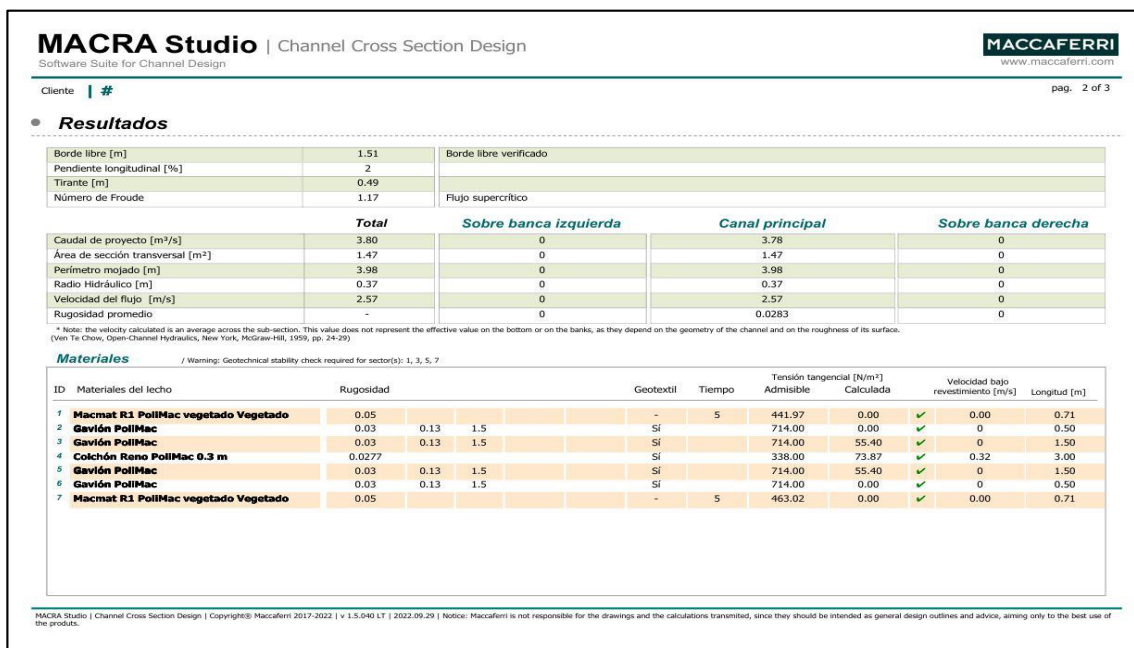 MACRA Studio | Channel Cross Section Design
MACCAFERRI
Software Suite for Channel Design
www.maccaferri.com
Cliente | #
pag. 2 of 3
Resultados
Borde libre [m] 1.51 Borde libre verificado
Pendiente longitudinal [%] 2
Tirante [m] 0.49
Número de Froude 1.17 Flujo supercrítico
Total Sobre banca izquierda Canal principal Sobre banca derecha
Caudal de proyecto [m³/s] 3.80 0 3.78 0
Área de sección transversal [m²] 1.47 0 1.47 0
Perímetro mojado [m] 3.98 0 3.98 0
Radio Hidráulico [m] 0.37 0 0.37 0
Velocidad del flujo [m/s] 2.57 0 2.57 0
Rugosidad promedio - 0 0.0283 0
* Note: the velocity calculated is an average across the sub-section. This value does not represent the effective value on the bottom or on the banks, as they depend on the geometry of the channel and on the roughness of its surface.
(Ven Te Chow, Open-Channel Hydraulics, New York, McGraw-Hill, 1959, pp. 24-29)
Materiales / Warning: Geotechnical stability check required for sector(s): 1, 3, 5, 7
Tensión tangencial [N/m²] Velocidad bajo
ID Materiales del lecho Rugosidad Geotextil Tiempo Admisible Calculada revestimiento [m/s] Longitud [m]
1 Macmat R1 PoliMac vegetado Vegetado 0.05 - 5 441.97 0.00 ✔ 0.00 0.71
2 Gavión PoliMac 0.03 0.13 1.5 Sí 714.00 0.00 ✔ 0 0.50
3 Gavión PoliMac 0.03 0.13 1.5 Sí 714.00 55.40 ✔ 0 1.50
4 Colchón Reno PoliMac 0.3 m 0.0277 Sí 338.00 73.87 ✔ 0.32 3.00
5 Gavión PoliMac 0.03 0.13 1.5 Sí 714.00 55.40 ✔ 0 1.50
6 Gavión PoliMac 0.03 0.13 1.5 Sí 714.00 0.00 ✔ 0 0.50
7 Macmat R1 PoliMac vegetado Vegetado 0.05 - 5 463.02 0.00 ✔ 0.00 0.71
MACRA Studio | Channel Cross Section Design | Copyright® Maccaferri 2017-2022 | v 1.5.040 LT | 2022.09.29 | Notice: Maccaferri is not responsible for the drawings and the calculations transmited, since they should be intended as general design outlines and advice, aiming only to the best use of
the produts.